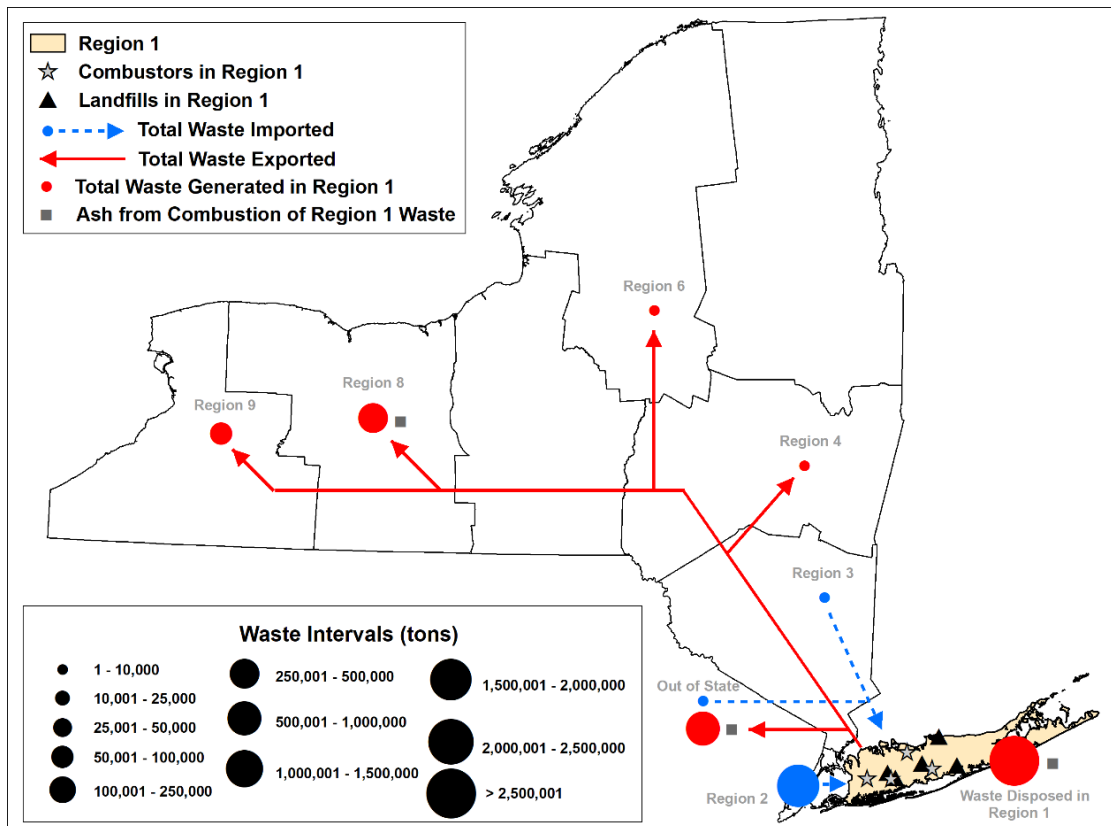 Region 1
Combustors in Region 1
Landfills in Region 1
Total Waste Imported
Total Waste Exported
Total Waste Generated in Region 1
Ash from Combustion of Region 1 Waste
Region 6
Region 8
Region 9
Region 4
Region 3
Out of State
Region 2
Waste Disposed in
Region 1
Waste Intervals (tons)
1 - 10,000
10,001 - 25,000
25,001 - 50,000
50,001 - 100,000
100,001 - 250,000
250,001 - 500,000
500,001 - 1,000,000
1,000,001 - 1,500,000
1,500,001 - 2,000,000
2,000,001 - 2,500,000
> 2,500,001